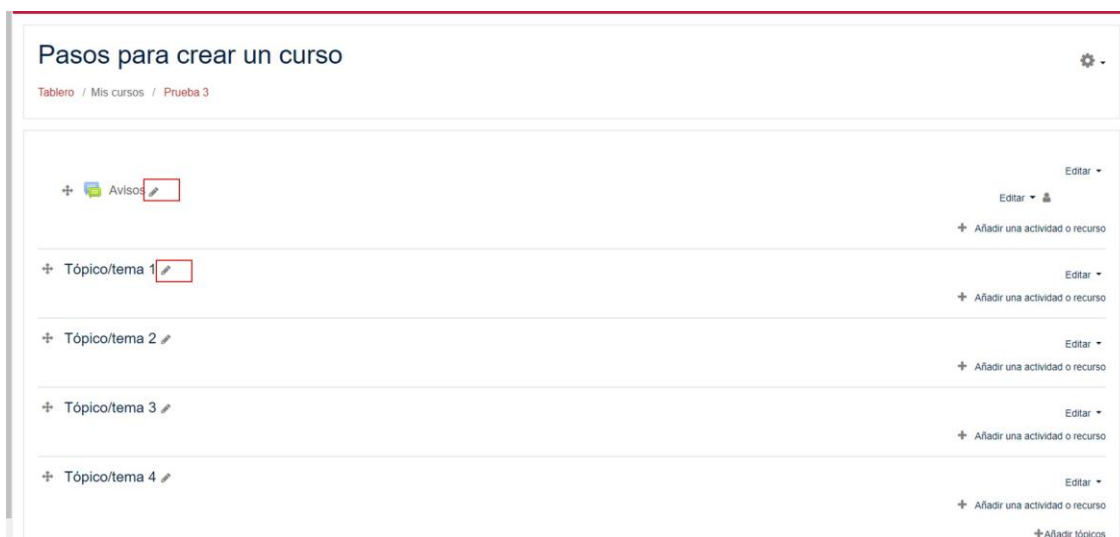 Pasos para crear un curso
Tablero / Mis cursos / Prueba 3
Editar
Avisos
Editar
Añadir una actividad o recurso
Tópico/tema 1
Editar
Añadir una actividad o recurso
Tópico/tema 2
Editar
Añadir una actividad o recurso
Tópico/tema 3
Editar
Añadir una actividad o recurso
Tópico/tema 4
Editar
Añadir una actividad o recurso
Añadir tópicos